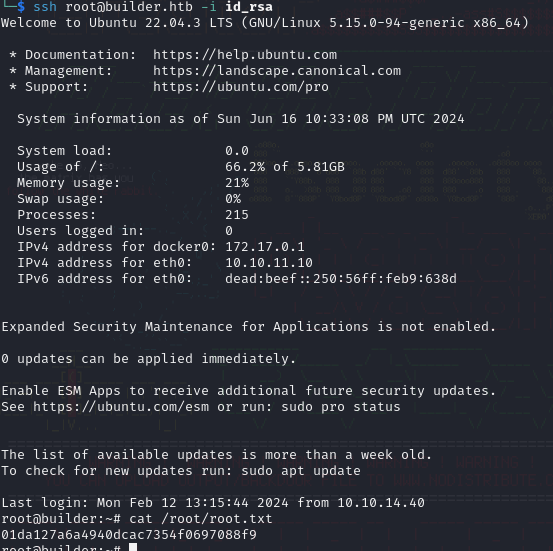 $ ssh root@builder.htb -i id_rsa
Welcome to Ubuntu 22.04.3 LTS (GNU/Linux 5.15.0-94-generic x86_64)
* Documentation: https://help.ubuntu.com
* Management: https://landscape.canonical.com
* Support: https://ubuntu.com/pro
System information as of Sun Jun 16 10:33:08 PM UTC 2024
System load: 0.0
Usage of /: 66.2% of 5.81GB
Memory usage: 21%
Swap usage: 0%
Processes: 215
Users logged in: 0
IPv4 address for docker0: 172.17.0.1
IPv4 address for eth0: 10.10.11.10
IPv6 address for eth0: dead:beef::250:56ff:feb9:638d
Expanded Security Maintenance for Applications is not enabled.
0 updates can be applied immediately.
Enable ESM Apps to receive additional future security updates.
See https://ubuntu.com/esm or run: sudo pro status
The list of available updates is more than a week old.
To check for new updates run: sudo apt update
Last login: Mon Feb 12 13:15:44 2024 from 10.10.14.40
root@builder:~# cat /root/root.txt
01da127a6a4940dcac7354f0697088f9
root@builder:~#